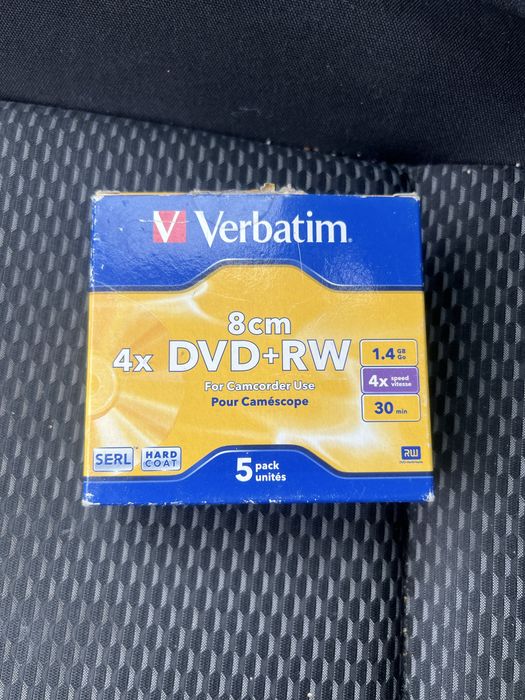 Verbatim®
8cm
4x DVD+RW
For Camcorder Use
Pour Caméscope
1.4 GB Go
4x speed vitesse
30 min
SERL HARD COAT
5 pack unités
RW